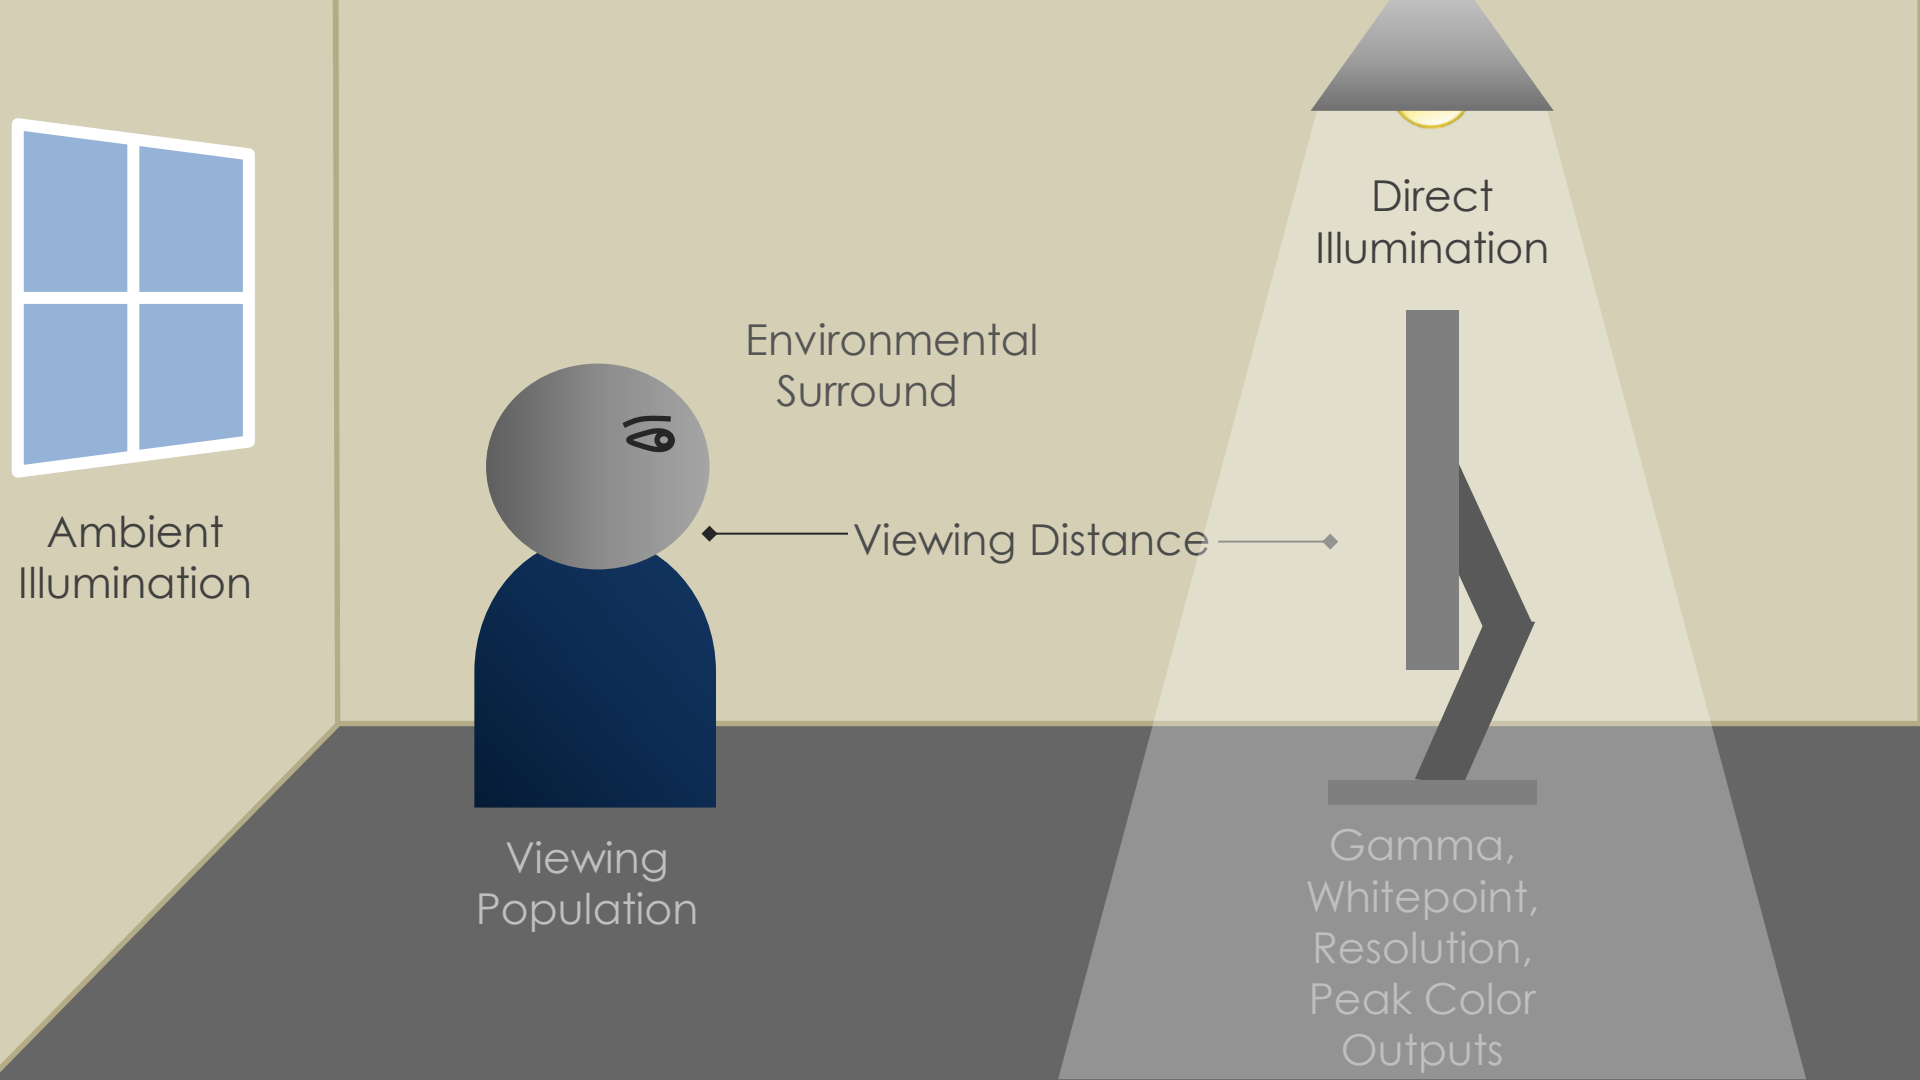 Direct
Illumination
Environmental
Surround
Ambient
Illumination
Viewing Distance
Viewing
Population
Gamma,
Whitepoint,
Resolution,
Peak Color
Outputs